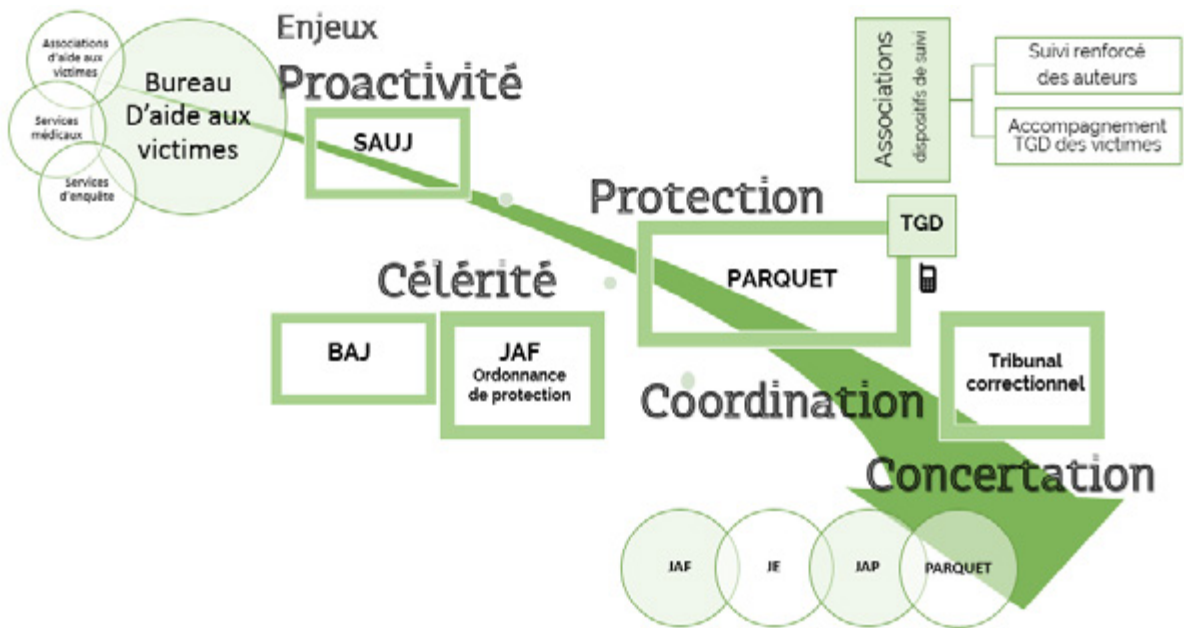 Associations
d'aide aux
victimes
Services
médicaux
Services
d'enquête
Bureau
D'aide aux
victimes
Enjeux
Proactivité
SAUJ
Associations
dispositifs de suivi
Suivi renforcé
des auteurs
Accompagnement
TGD des victimes
Protection
TGD
PARQUET
Célérité
BAJ
JAF
Ordonnance
de protection
Tribunal
correctionnel
Coordination
Concertation
JAF
JE
JAP
PARQUET